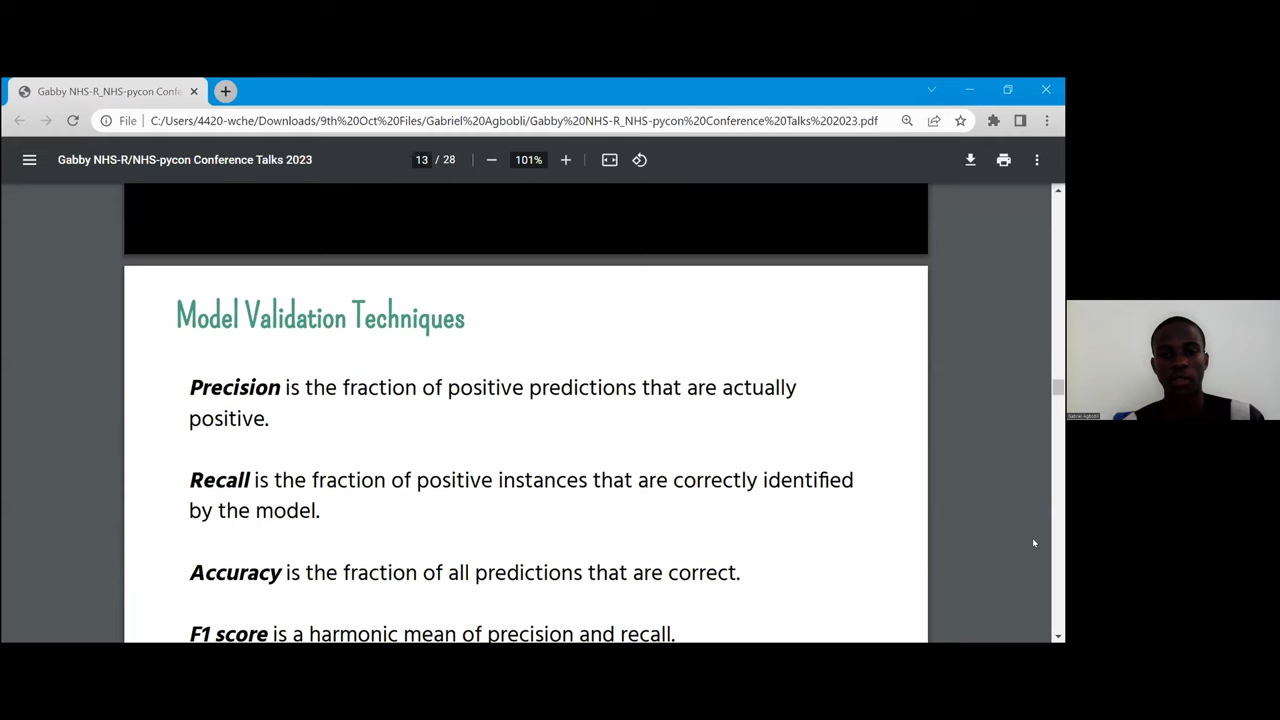 Gabby NHS-R_NHS-pycon Confe
File C:/Users/4420-wche/Downloads/9th%20Oct%20Files/Gabriel%20Agbobli/Gabby%20NHS-R_NHS-pycon%20Conference%20Talks%202023.pdf
Gabby NHS-R/NHS-pycon Conference Talks 2023 13 / 28 101%
Model Validation Techniques
Precision is the fraction of positive predictions that are actually
positive.
Recall is the fraction of positive instances that are correctly identified
by the model.
Accuracy is the fraction of all predictions that are correct.
F1 score is a harmonic mean of precision and recall.
Gabriel Agbobli